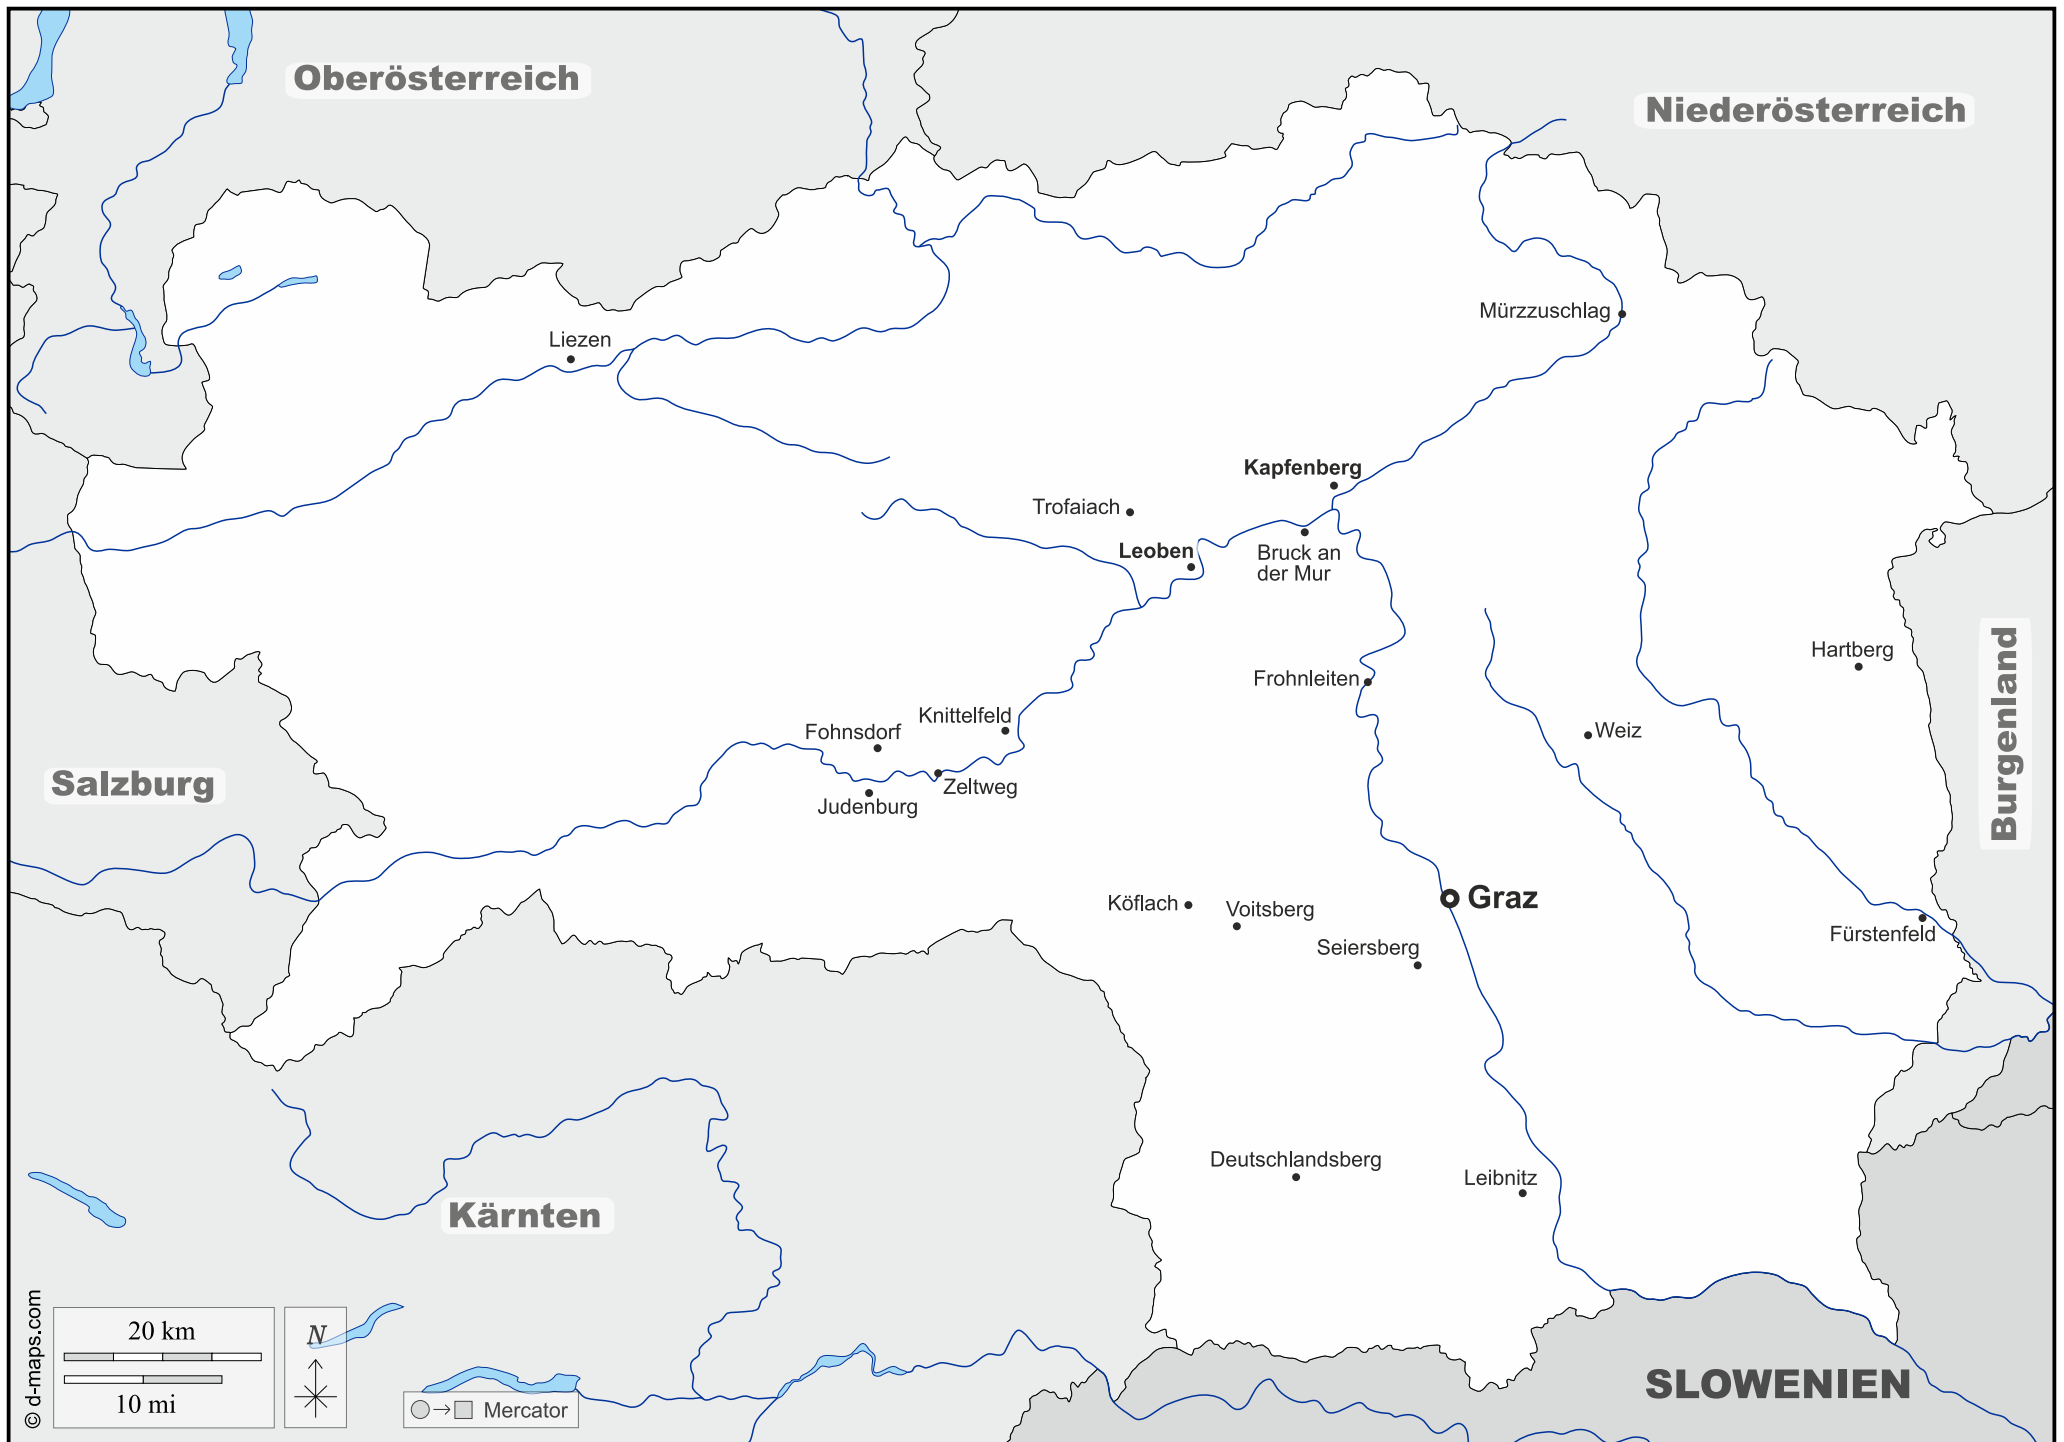 Oberösterreich
Niederösterreich
Mürzzuschlag
Liezen
Kapfenberg
Trofaiach
Leoben
Bruck an
der Mur
Hartberg
Burgenland
Frohnleiten
Knittelfeld
Fohnsdorf
Weiz
Salzburg
Zeltweg
Judenburg
Graz
Köflach
Voitsberg
Seiersberg
Fürstenfeld
Deutschlandsberg
Leibnitz
Kärnten
SLOWENIEN
© d-maps.com
20 km
10 mi
N
Mercator